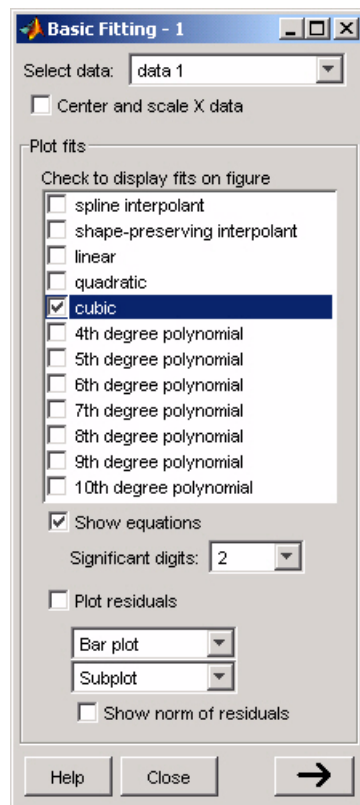 Basic Fitting - 1
Select data: data 1
Center and scale X data
Plot fits
Check to display fits on figure
spline interpolant
shape-preserving interpolant
linear
quadratic
cubic
4th degree polynomial
5th degree polynomial
6th degree polynomial
7th degree polynomial
8th degree polynomial
9th degree polynomial
10th degree polynomial
Show equations
Significant digits: 2
Plot residuals
Bar plot
Subplot
Show norm of residuals
Help Close